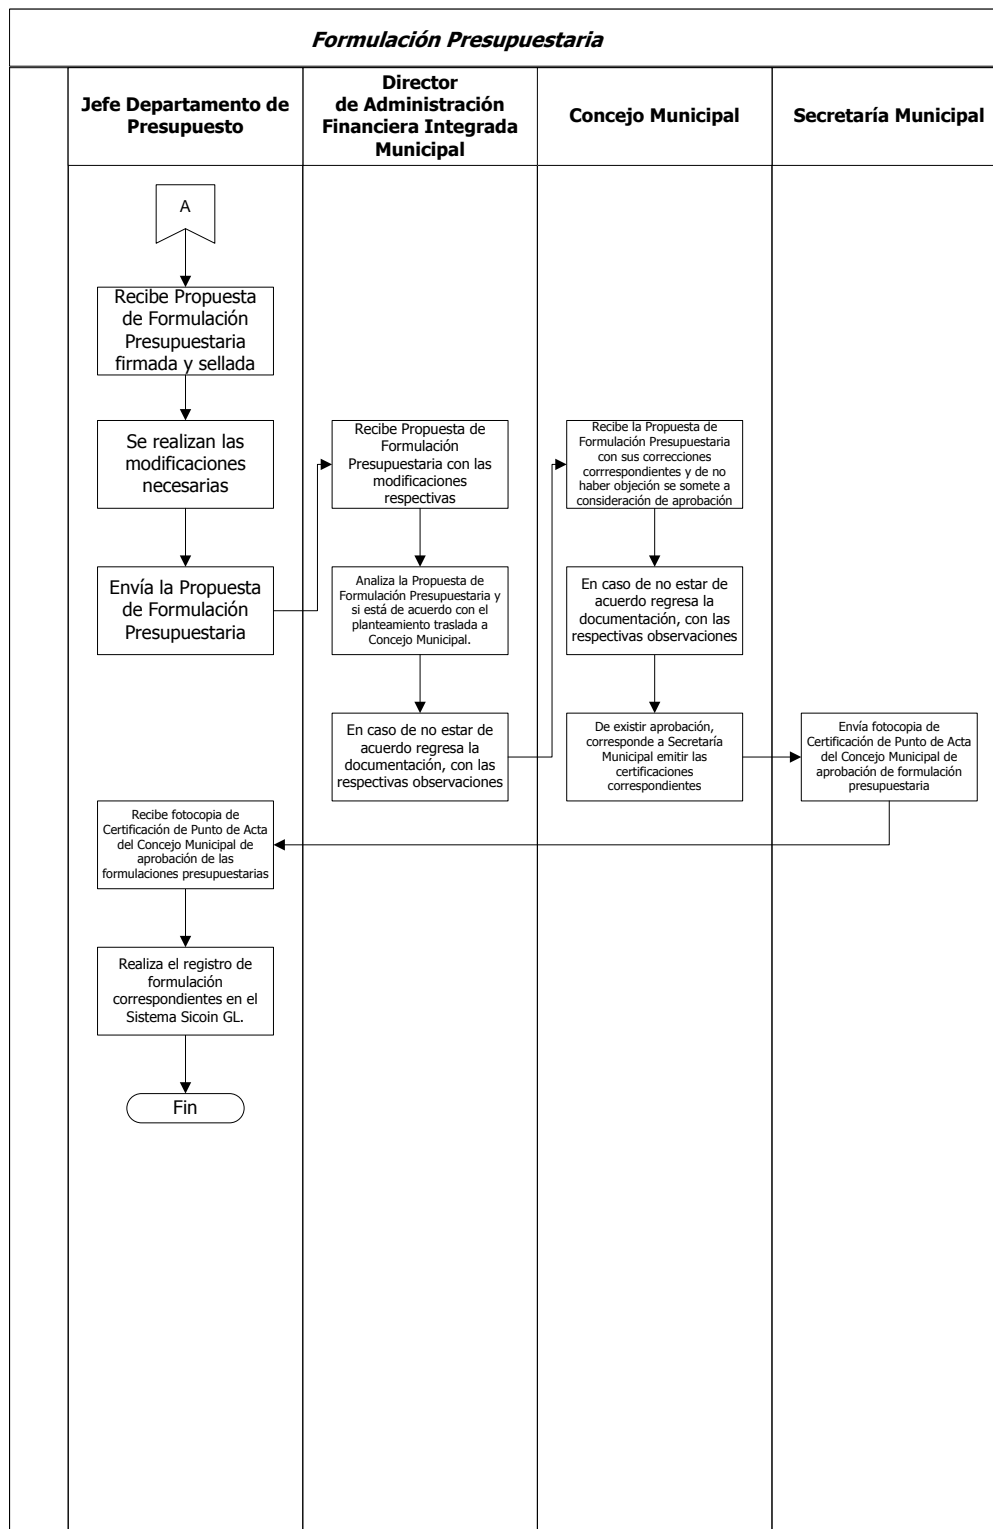 Formulación Presupuestaria
Jefe Departamento de
Presupuesto
Director
de Administración
Financiera Integrada
Municipal
Concejo Municipal
Secretaría Municipal
A
Recibe Propuesta
de Formulación
Presupuestaria
firmada y sellada
Se realizan las
modificaciones
necesarias
Envía la Propuesta
de Formulación
Presupuestaria
Recibe Propuesta de
Formulación
Presupuestaria con las
modificaciones
respectivas
Analiza la Propuesta de
Formulación Presupuestaria y
si está de acuerdo con el
planteamiento traslada a
Concejo Municipal.
En caso de no estar de
acuerdo regresa la
documentación, con las
respectivas observaciones
Recibe la Propuesta de
Formulación Presupuestaria
con sus correcciones
corrrespondientes y de no
haber objeción se somete a
consideración de aprobación
En caso de no estar de
acuerdo regresa la
documentación, con las
respectivas observaciones
De existir aprobación,
corresponde a Secretaría
Municipal emitir las
certificaciones
correspondientes
Envía fotocopia de
Certificación de Punto de Acta
del Concejo Municipal de
aprobación de formulación
presupuestaria
Recibe fotocopia de
Certificación de Punto de Acta
del Concejo Municipal de
aprobación de las
formulaciones presupuestarias
Realiza el registro de
formulación
correspondientes en el
Sistema Sicoin GL.
Fin